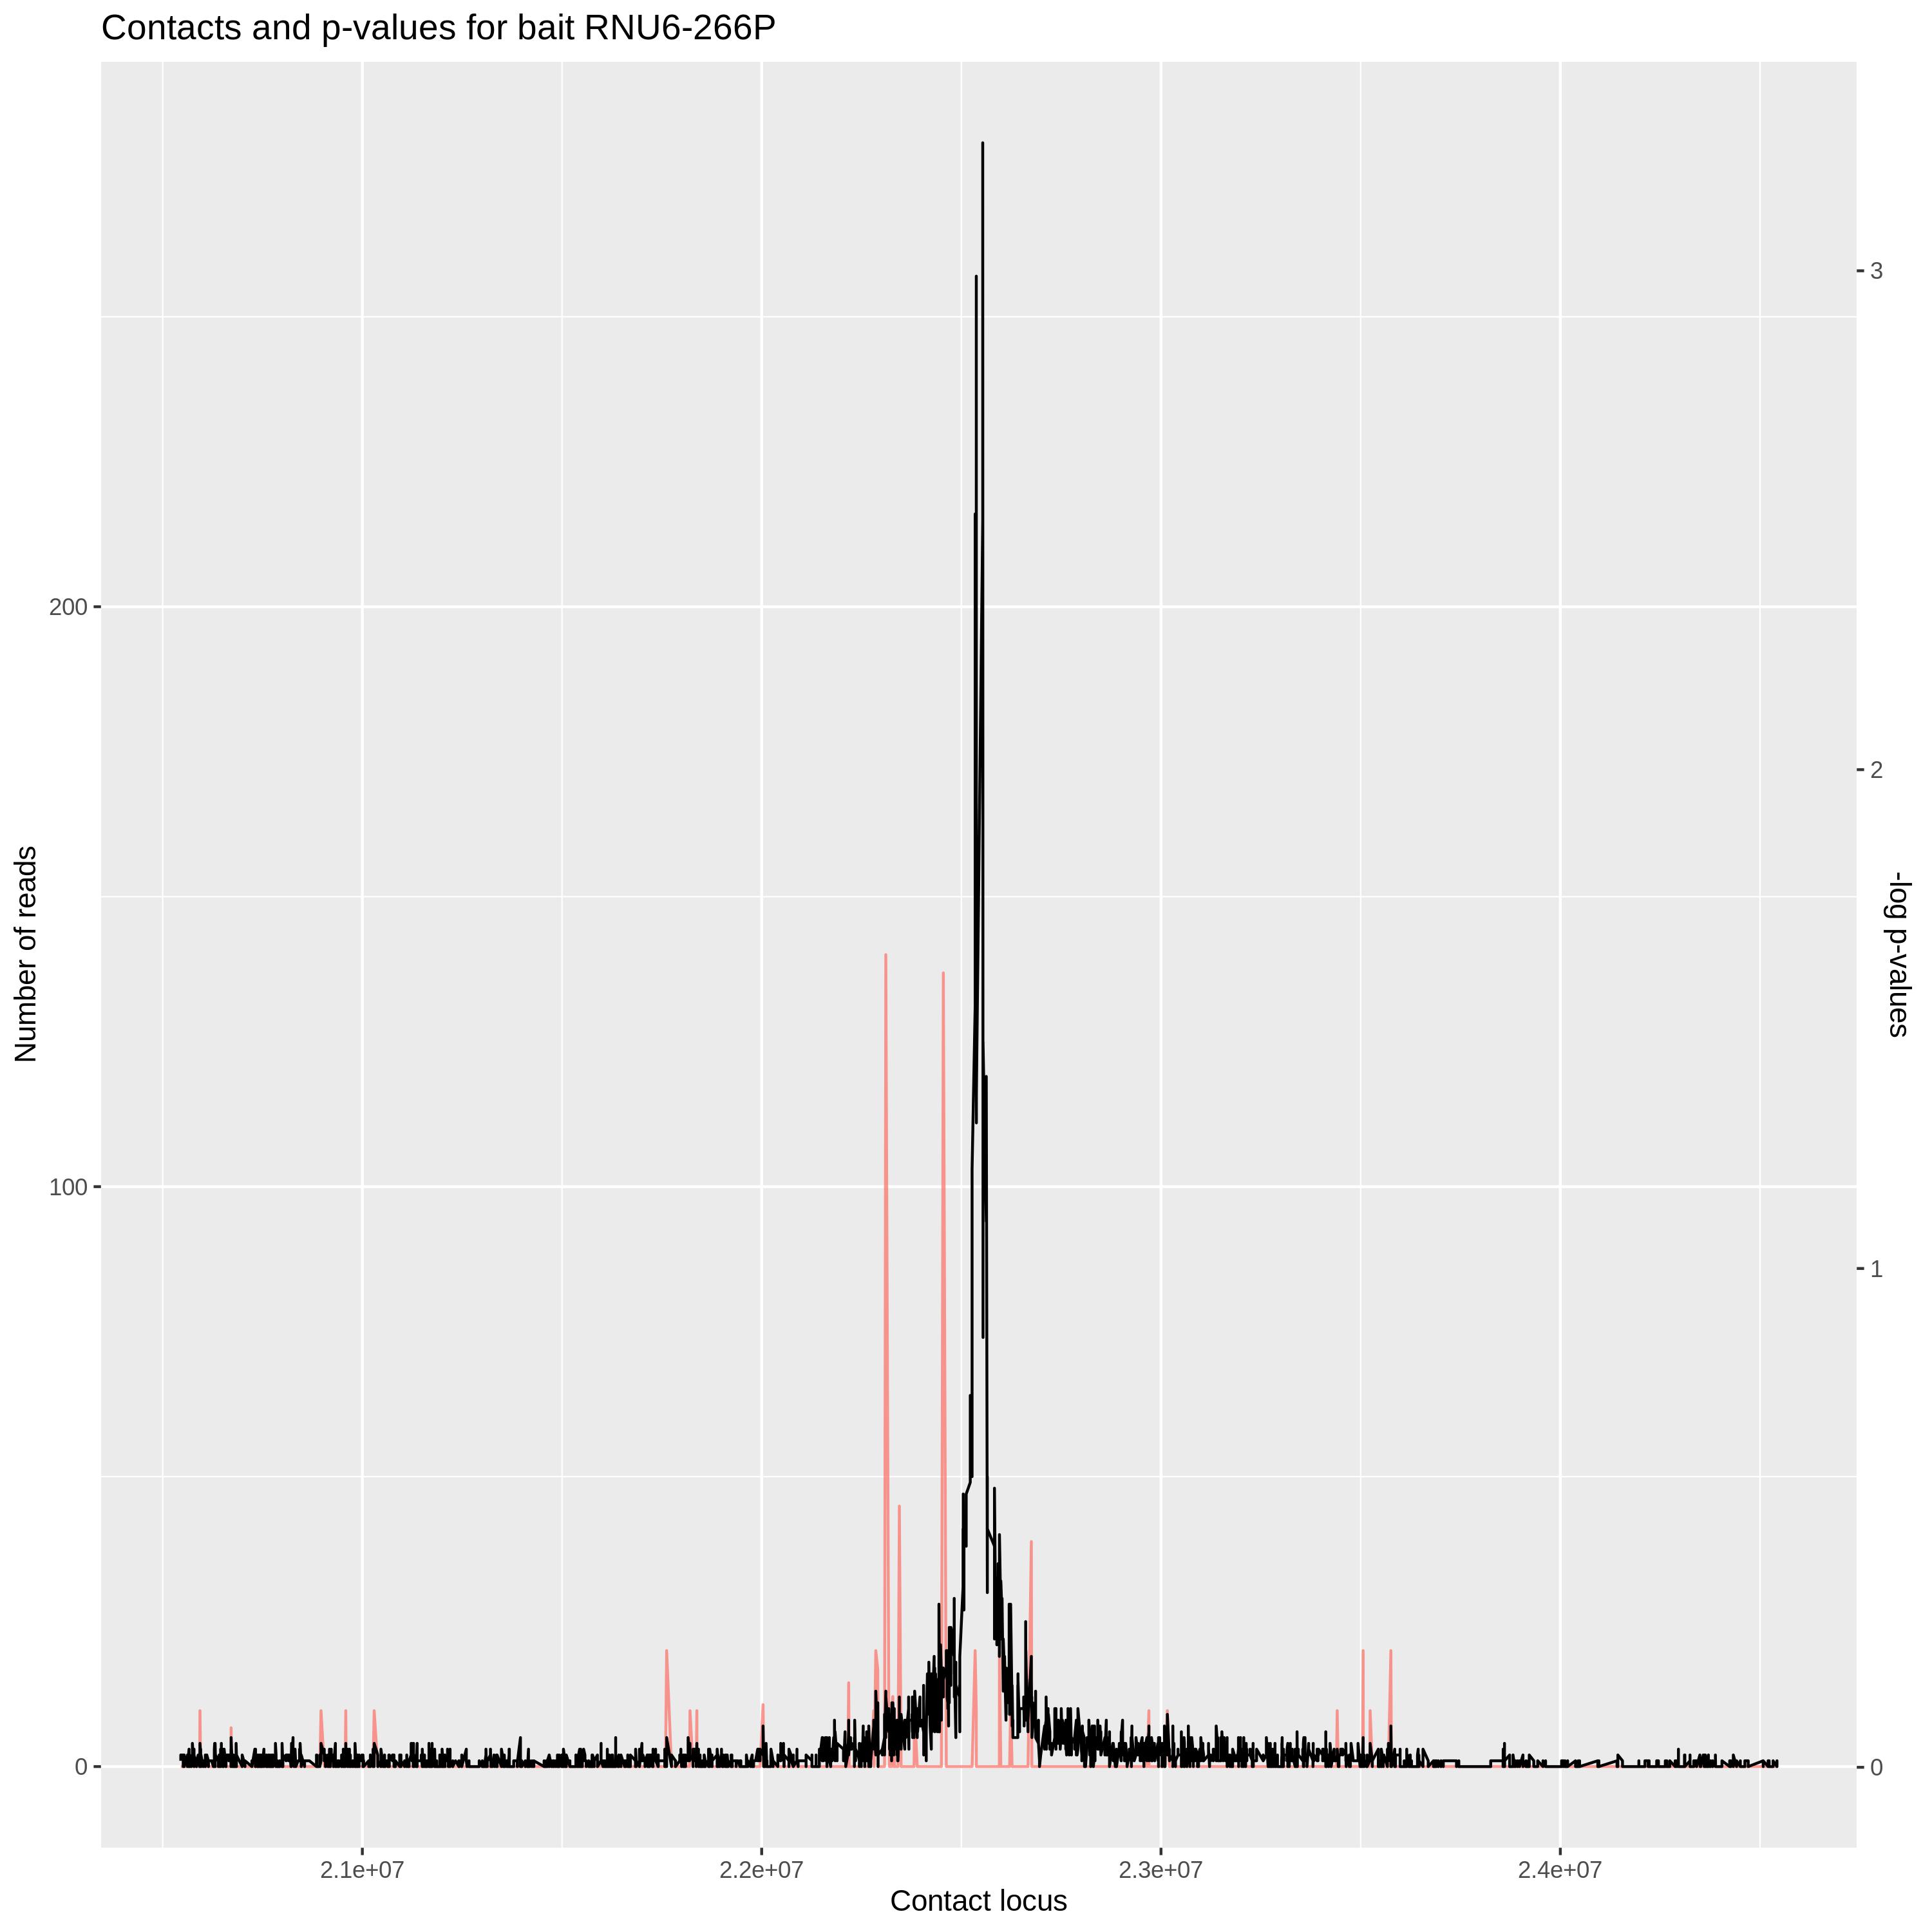 Contacts and p-values for bait RNU6-266P
Number of reads
200
100
0
3
2
1
0
-log p-values
2.1e+07
2.2e+07
2.3e+07
2.4e+07
Contact locus